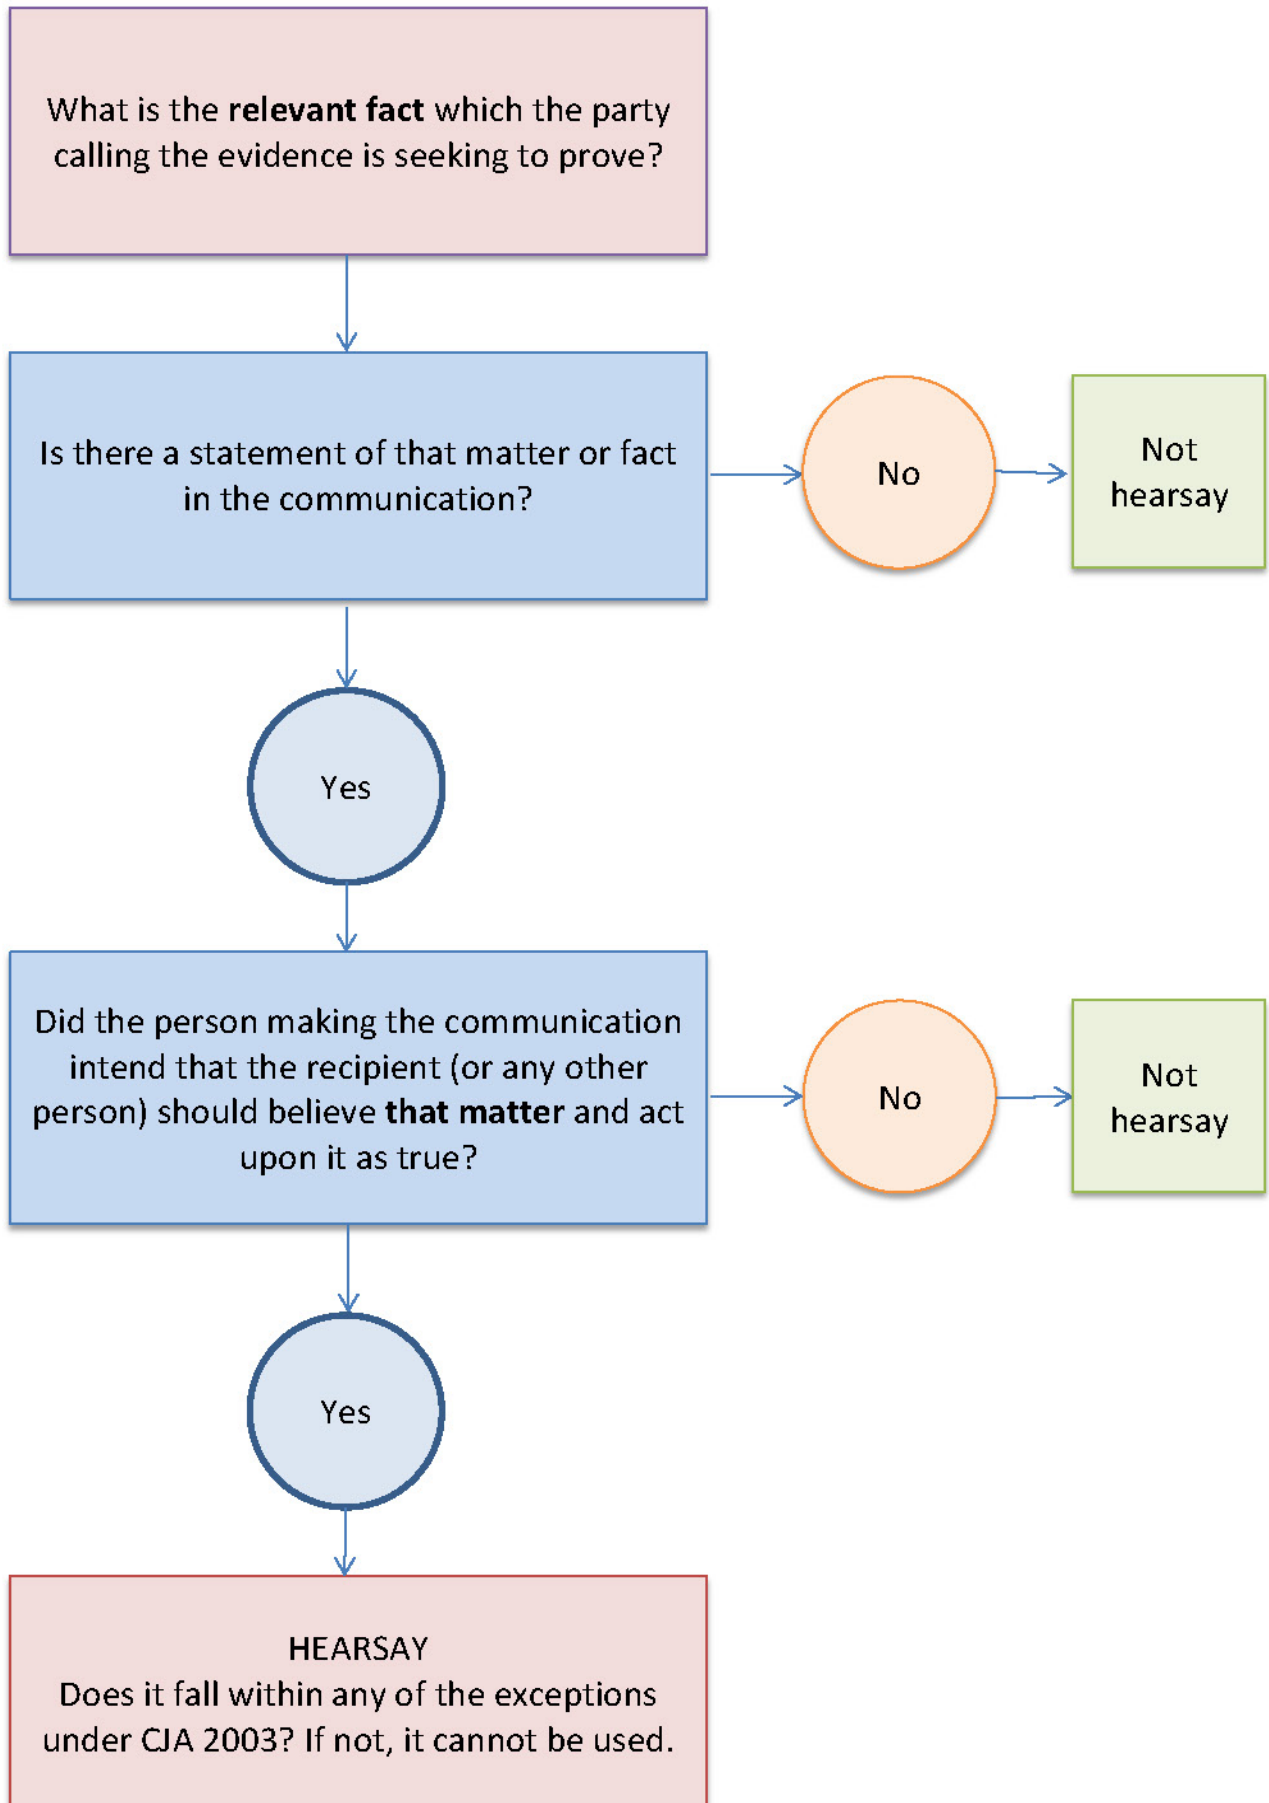 What is the relevant fact which the party
calling the evidence is seeking to prove?
Is there a statement of that matter or fact
in the communication?
No
Not
hearsay
Yes
Did the person making the communication
intend that the recipient (or any other
person) should believe that matter and act
upon it as true?
No
Not
hearsay
Yes
HEARSAY
Does it fall within any of the exceptions
under CJA 2003? If not, it cannot be used.